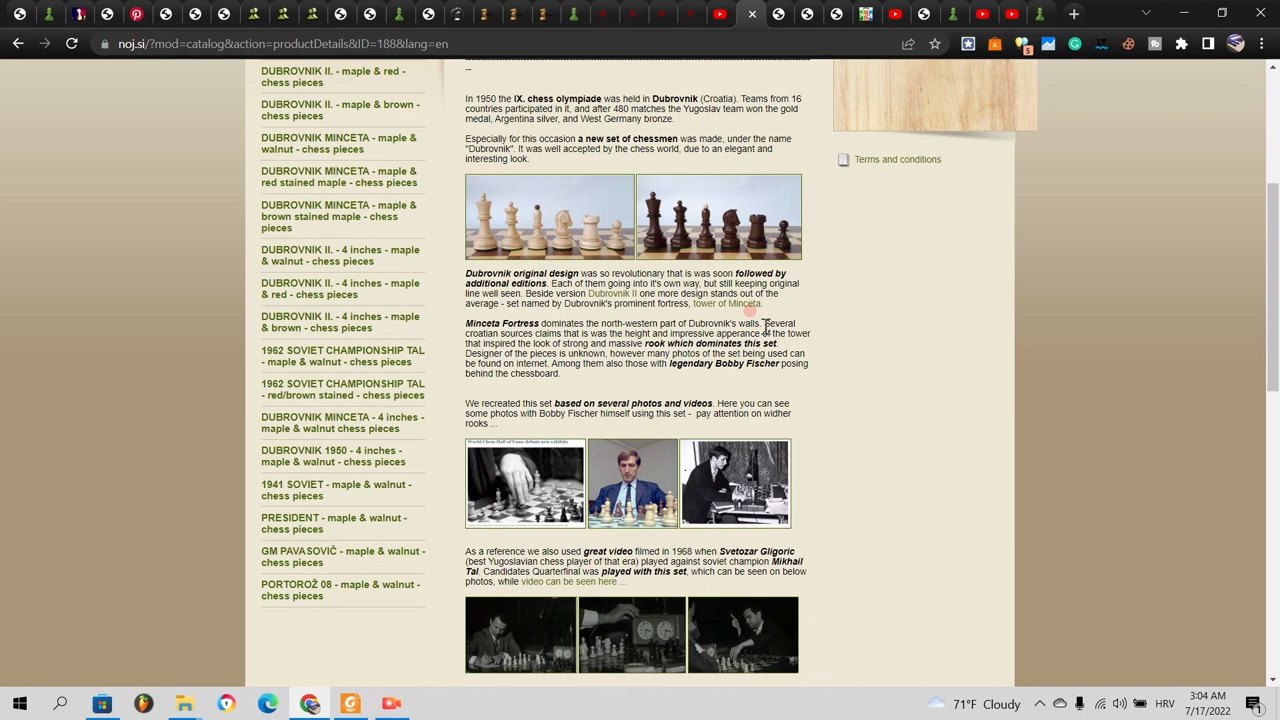 noj.si/?mod=catalog&action=productDetails&ID=188&lang=en
5
DUBROVNIK II. - maple & red -
chess pieces
DUBROVNIK II. - maple & brown -
chess pieces
DUBROVNIK MINCETA - maple &
walnut - chess pieces
DUBROVNIK MINCETA - maple &
red stained maple - chess pieces
DUBROVNIK MINCETA - maple &
brown stained maple - chess
pieces
DUBROVNIK II. - 4 inches - maple
& walnut - chess pieces
DUBROVNIK II. - 4 inches - maple
& red - chess pieces
DUBROVNIK II. - 4 inches - maple
& brown - chess pieces
1962 SOVIET CHAMPIONSHIP TAL
- maple & walnut - chess pieces
1962 SOVIET CHAMPIONSHIP TAL
- red/brown stained - chess pieces
DUBROVNIK MINCETA - 4 inches -
maple & walnut chess pieces
DUBROVNIK 1950 - 4 inches -
maple & walnut - chess pieces
1941 SOVIET - maple & walnut -
chess pieces
PRESIDENT - maple & walnut -
chess pieces
GM PAVASOVIČ - maple & walnut -
chess pieces
PORTOROŽ 08 - maple & walnut -
chess pieces
--
In 1950 the IX. chess olympiade was held in Dubrovnik (Croatia). Teams from 16
countries participated in it, and after 480 matches the Yugoslav team won the gold
medal, Argentina silver, and West Germany bronze.
Especially for this occasion a new set of chessmen was made, under the name
"Dubrovnik". It was well accepted by the chess world, due to an elegant and
interesting look.
Dubrovnik original design was so revolutionary that is was soon followed by
additional editions. Each of them going into it's own way, but still keeping original
line well seen. Beside version Dubrovnik II one more design stands out of the
average - set named by Dubrovnik's prominent fortress, tower of Minceta.
Minceta Fortress dominates the north-western part of Dubrovnik's walls. Several
croatian sources claims that is was the height and impressive apperance of the tower
that inspired the look of strong and massive rook which dominates this set.
Designer of the pieces is unknown, however many photos of the set being used can
be found on internet. Among them also those with legendary Bobby Fischer posing
behind the chessboard.
We recreated this set based on several photos and videos. Here you can see
some photos with Bobby Fischer himself using this set - pay attention on widher
rooks ...
World Chess Hall of Fame debuts new exhibits
As a reference we also used great video filmed in 1968 when Svetozar Gligoric
(best Yugoslavian chess player of that era) played against soviet champion Mikhail
Tal. Candidates Quarterfinal was played with this set, which can be seen on below
photos, while video can be seen here ...
Terms and conditions
71°F Cloudy
HRV
3:04 AM
7/17/2022
1